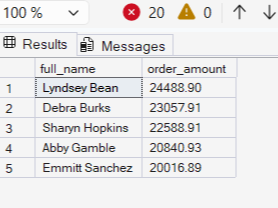 100 % 20 0
Results Messages
full_name order_amount
1 Lyndsey Bean 24488.90
2 Debra Burks 23057.91
3 Sharyn Hopkins 22588.91
4 Abby Gamble 20840.93
5 Emmitt Sanchez 20016.89